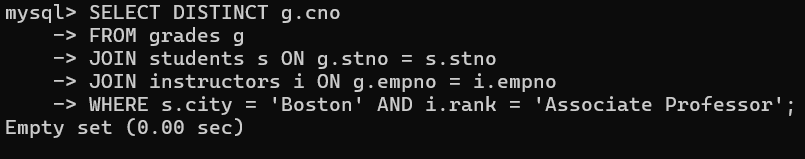 mysql> SELECT DISTINCT g.cno
    -> FROM grades g
    -> JOIN students s ON g.stno = s.stno
    -> JOIN instructors i ON g.empno = i.empno
    -> WHERE s.city = 'Boston' AND i.rank = 'Associate Professor';
Empty set (0.00 sec)